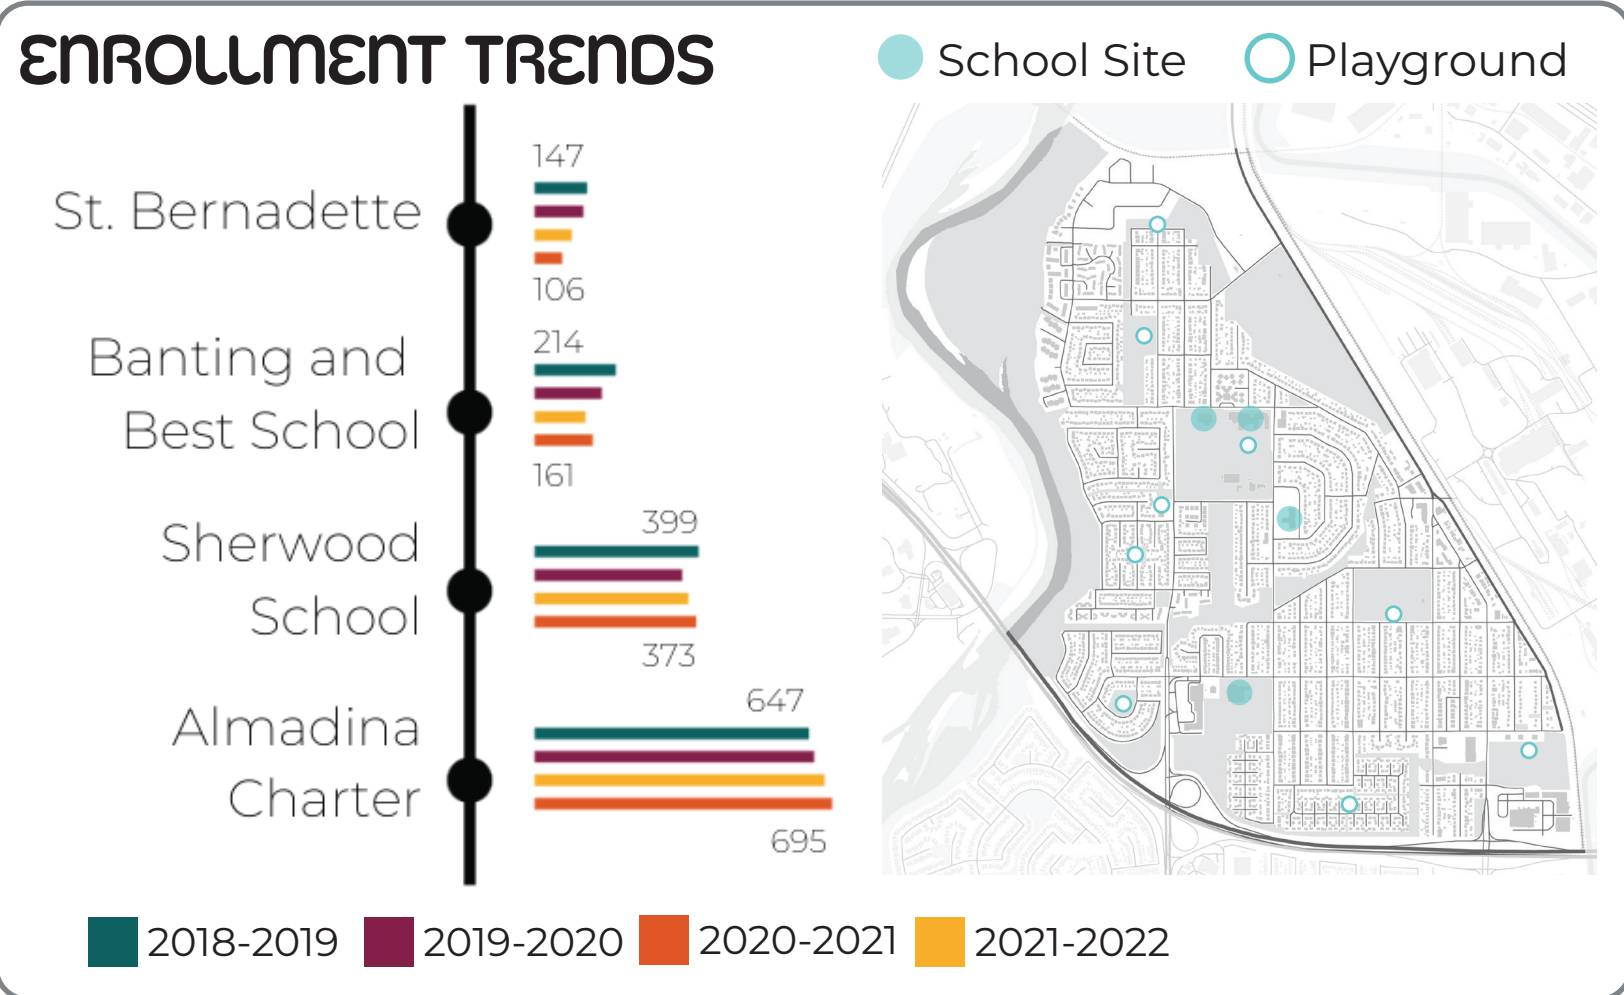 ENROLLMENT TRENDS
School Site
Playground
St. Bernadette
147
106
Banting and
Best School
214
161
Sherwood
School
399
373
Almadina
Charter
647
695
2018-2019
2019-2020
2020-2021
2021-2022